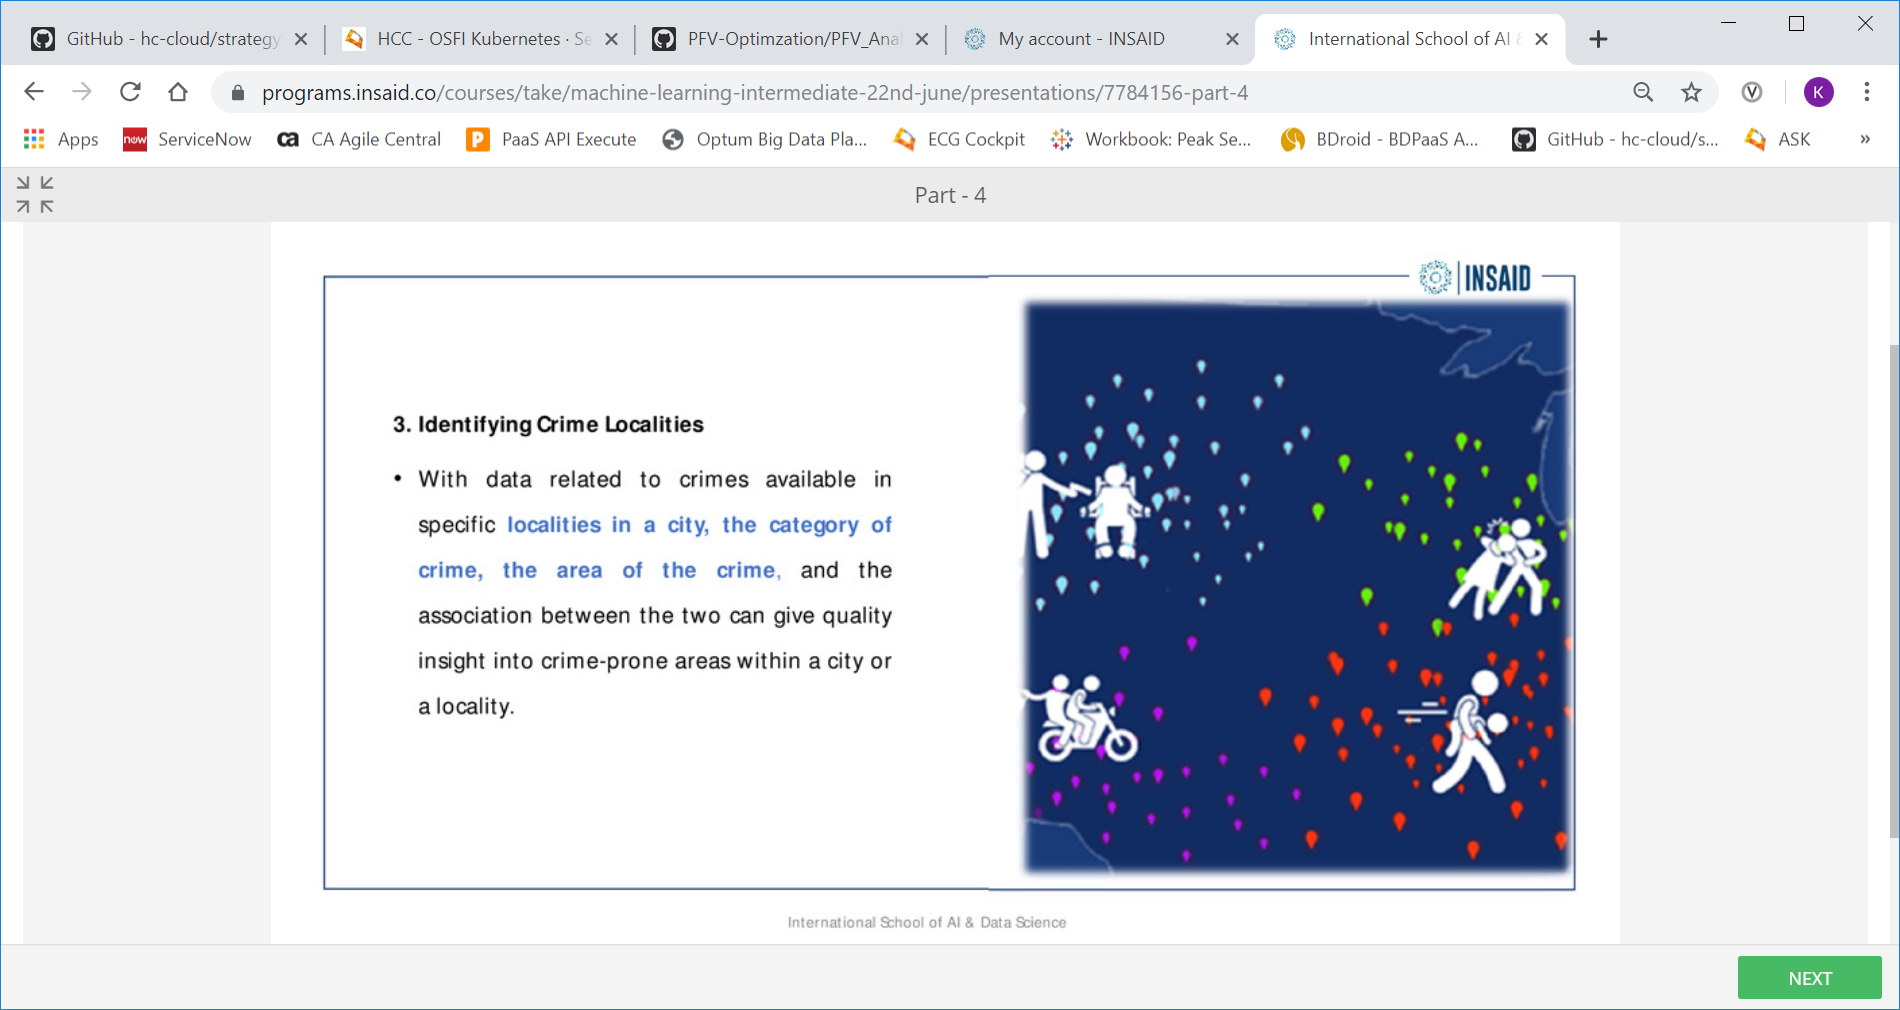 GitHub - hc-cloud/strategy
HCC - OSFI Kubernetes · Se
PFV-Optimzation/PFV_Anal
My account - INSAID
International School of AI &
programs.insaid.co/courses/take/machine-learning-intermediate-22nd-june/presentations/7784156-part-4
K
Apps
now
ServiceNow
ca
CA Agile Central
P
PaaS API Execute
Optum Big Data Pla...
ECG Cockpit
Workbook: Peak Se...
BDroid - BDPaaS A...
GitHub - hc-cloud/s...
ASK
»
Part - 4
INSAID
3. Identifying Crime Localities
• With data related to crimes available in
specific localities in a city, the category of
crime, the area of the crime, and the
association between the two can give quality
insight into crime-prone areas within a city or
a locality.
International School of AI & Data Science
NEXT